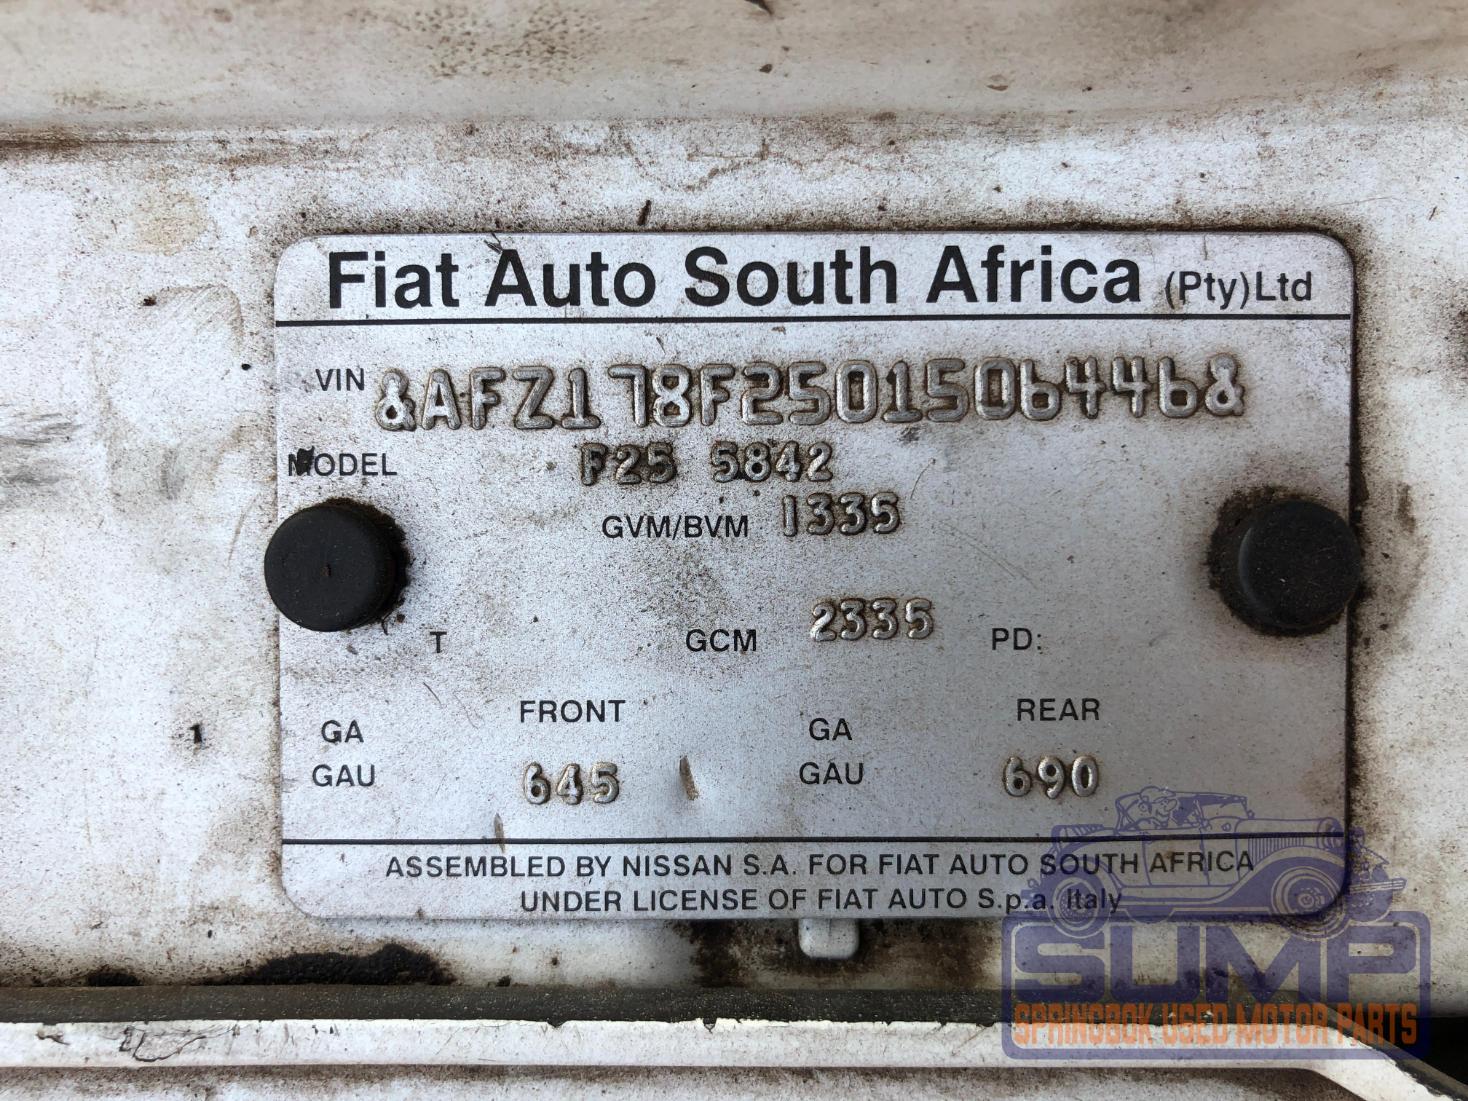 Fiat Auto South Africa (Pty) Ltd
VIN &AFZ178F2501506446&
MODEL F25 5842
GVM/BVM 1335
T GCM 2335 PD:
FRONT REAR
GA GA
GAU 645 GAU 690
ASSEMBLED BY NISSAN S.A. FOR FIAT AUTO SOUTH AFRICA
UNDER LICENSE OF FIAT AUTO S.p.a. Italy
SUMP
SPRINGBOK USED MOTOR PARTS